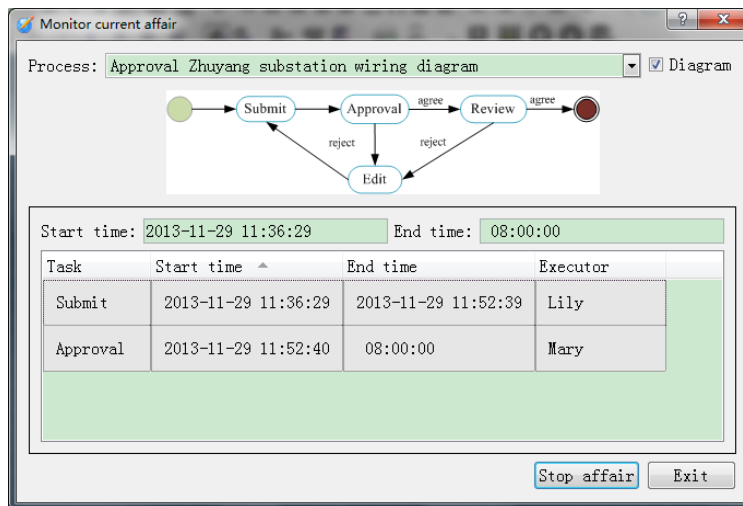 Monitor current affair
Process: Approval Zhuyang substation wiring diagram Diagram
Submit Approval agree Review agree
reject reject
Edit
Start time: 2013-11-29 11:36:29 End time: 08:00:00
Task Start time End time Executor
Submit 2013-11-29 11:36:29 2013-11-29 11:52:39 Lily
Approval 2013-11-29 11:52:40 08:00:00 Mary
Stop affair Exit